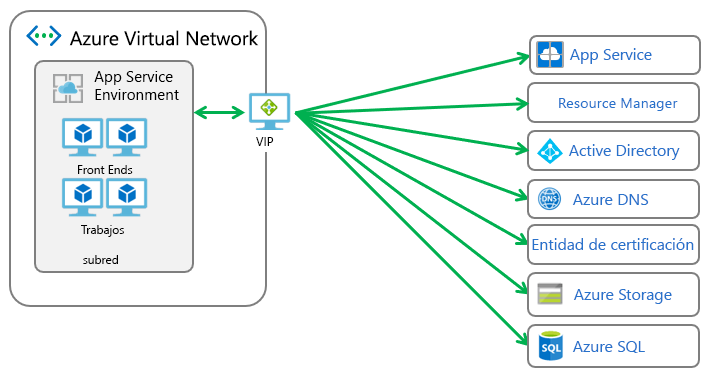 Azure Virtual Network
App Service
Environment
Front Ends
Trabajos
subred
VIP
App Service
Resource Manager
Active Directory
DNS
Azure DNS
Entidad de certificación
Azure Storage
SQL
Azure SQL